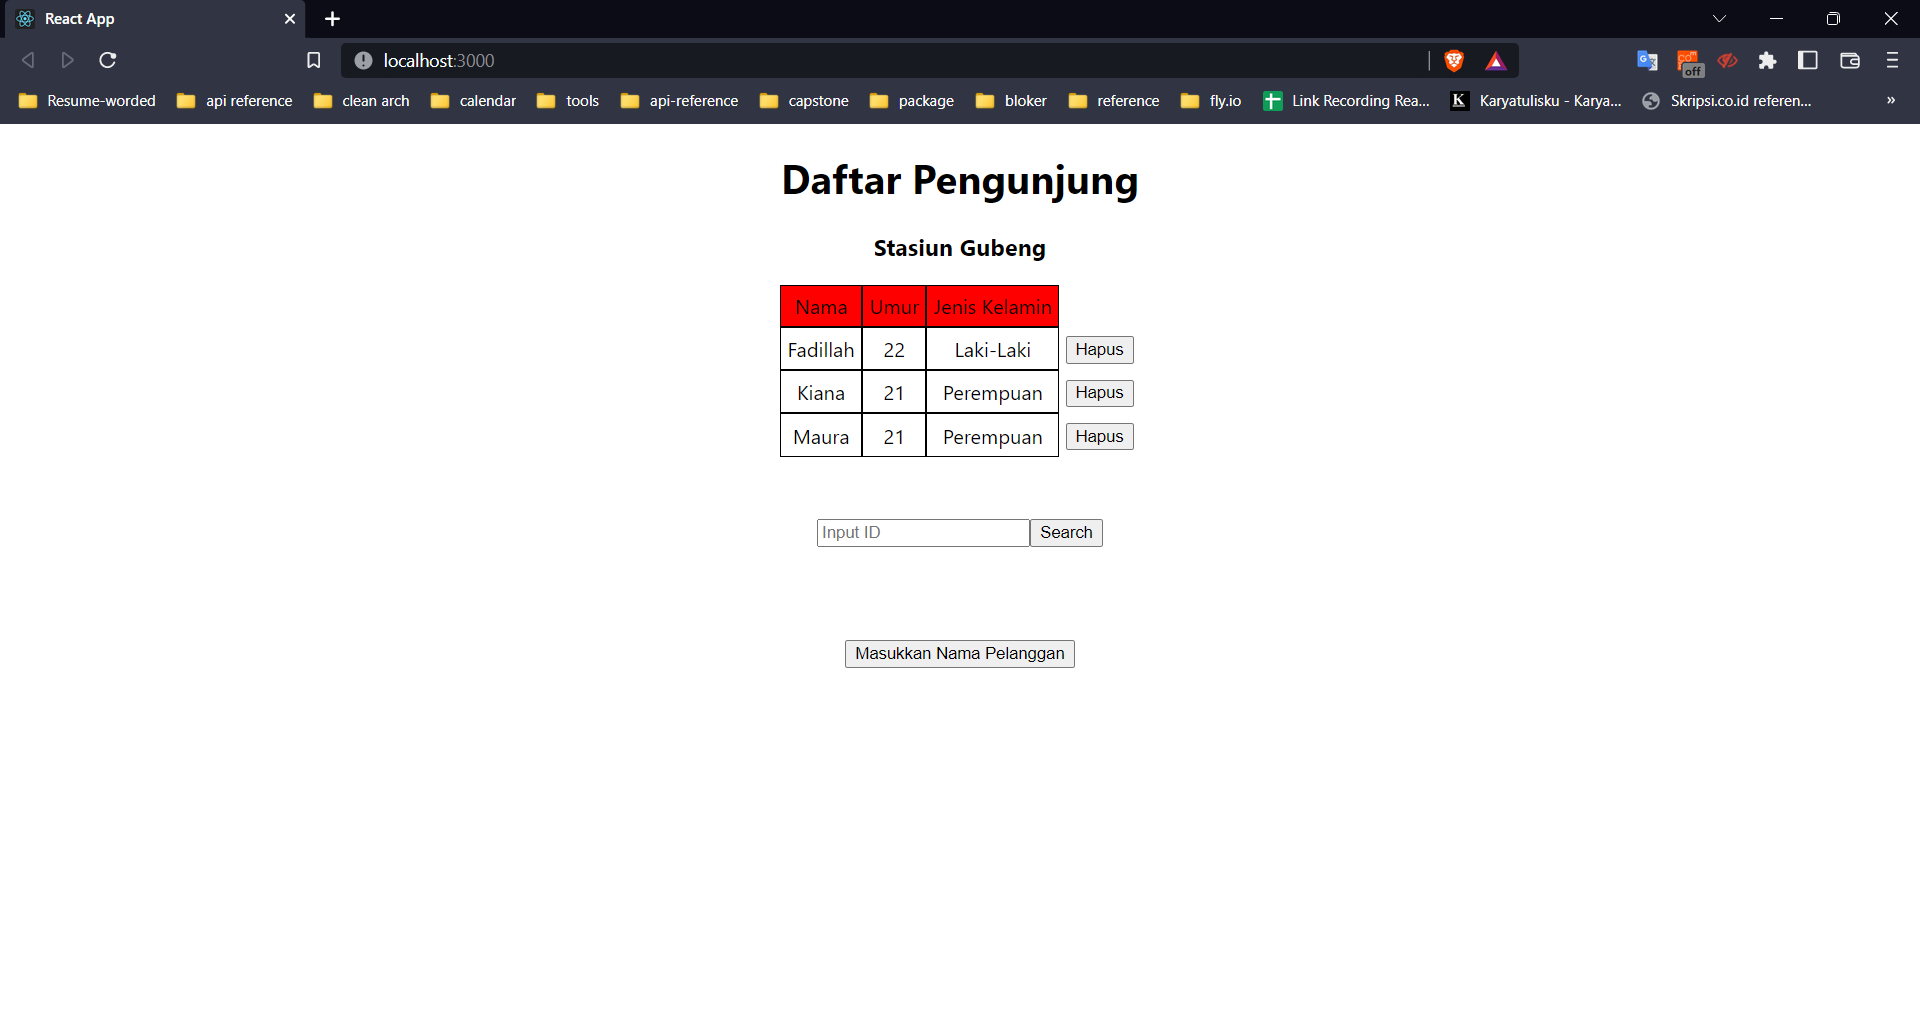 React App
localhost:3000
off
Resume-worded api reference clean arch calendar tools api-reference capstone package bloker reference fly.io Link Recording Rea... K Karyatulisku - Karya... Skripsi.co.id referen... »
Daftar Pengunjung
Stasiun Gubeng
Nama Umur Jenis Kelamin
Fadillah 22 Laki-Laki Hapus
Kiana 21 Perempuan Hapus
Maura 21 Perempuan Hapus
Input ID Search
Masukkan Nama Pelanggan